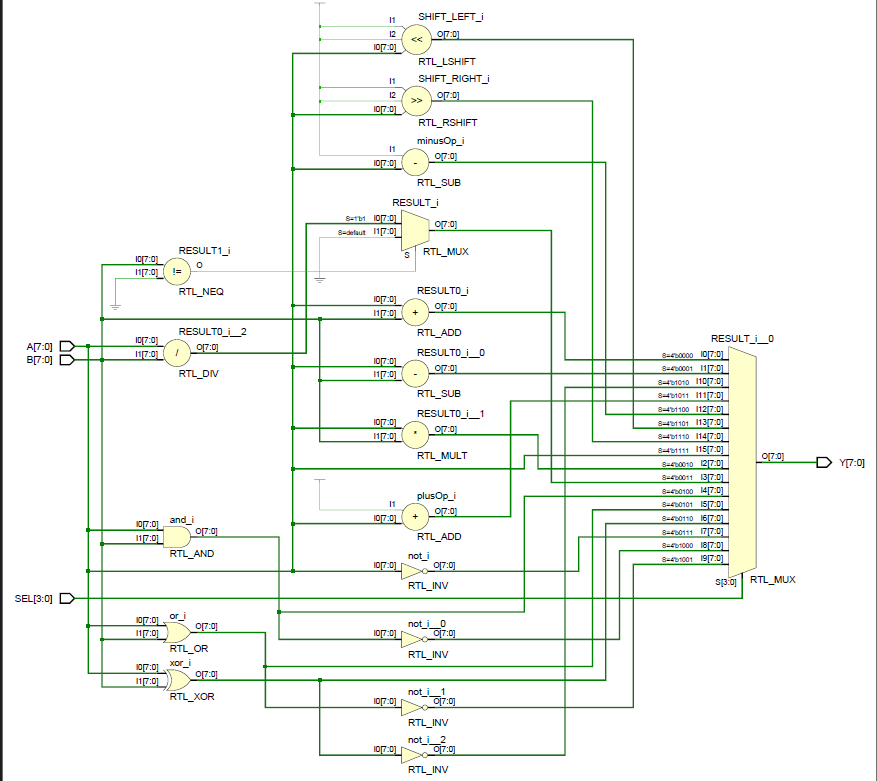 SHIFT_LEFT_i
I1
I2
I0[7:0]
<<
O[7:0]
RTL_LSHIFT
SHIFT_RIGHT_i
I1
I2
I0[7:0]
>>
O[7:0]
RTL_RSHIFT
minusOp_i
I1
I0[7:0]
-
O[7:0]
RTL_SUB
RESULT_i
S=1'b1 I0[7:0]
S=default I1[7:0]
O[7:0]
S
RTL_MUX
RESULT1_i
I0[7:0]
I1[7:0]
!=
O
RTL_NEQ
RESULT0_i
I0[7:0]
I1[7:0]
+
O[7:0]
RTL_ADD
A[7:0]
B[7:0]
RESULT0_i__2
I0[7:0]
I1[7:0]
/
O[7:0]
RTL_DIV
RESULT0_i__0
I0[7:0]
I1[7:0]
-
O[7:0]
RTL_SUB
RESULT0_i__1
I0[7:0]
I1[7:0]
*
O[7:0]
RTL_MULT
RESULT_i__0
S=4'b0000 I0[7:0]
S=4'b0001 I1[7:0]
S=4'b1010 I10[7:0]
S=4'b1011 I11[7:0]
S=4'b1100 I12[7:0]
S=4'b1101 I13[7:0]
S=4'b1110 I14[7:0]
S=4'b1111 I15[7:0]
S=4'b0010 I2[7:0]
S=4'b0011 I3[7:0]
S=4'b0100 I4[7:0]
S=4'b0101 I5[7:0]
S=4'b0110 I6[7:0]
S=4'b0111 I7[7:0]
S=4'b1000 I8[7:0]
S=4'b1001 I9[7:0]
S[3:0]
O[7:0]
RTL_MUX
Y[7:0]
plusOp_i
I1
I0[7:0]
+
O[7:0]
RTL_ADD
and_i
I0[7:0]
I1[7:0]
O[7:0]
RTL_AND
not_i
I0[7:0]
O[7:0]
RTL_INV
SEL[3:0]
or_i
I0[7:0]
I1[7:0]
O[7:0]
RTL_OR
not_i__0
I0[7:0]
O[7:0]
RTL_INV
xor_i
I0[7:0]
I1[7:0]
O[7:0]
RTL_XOR
not_i__1
I0[7:0]
O[7:0]
RTL_INV
not_i__2
I0[7:0]
O[7:0]
RTL_INV